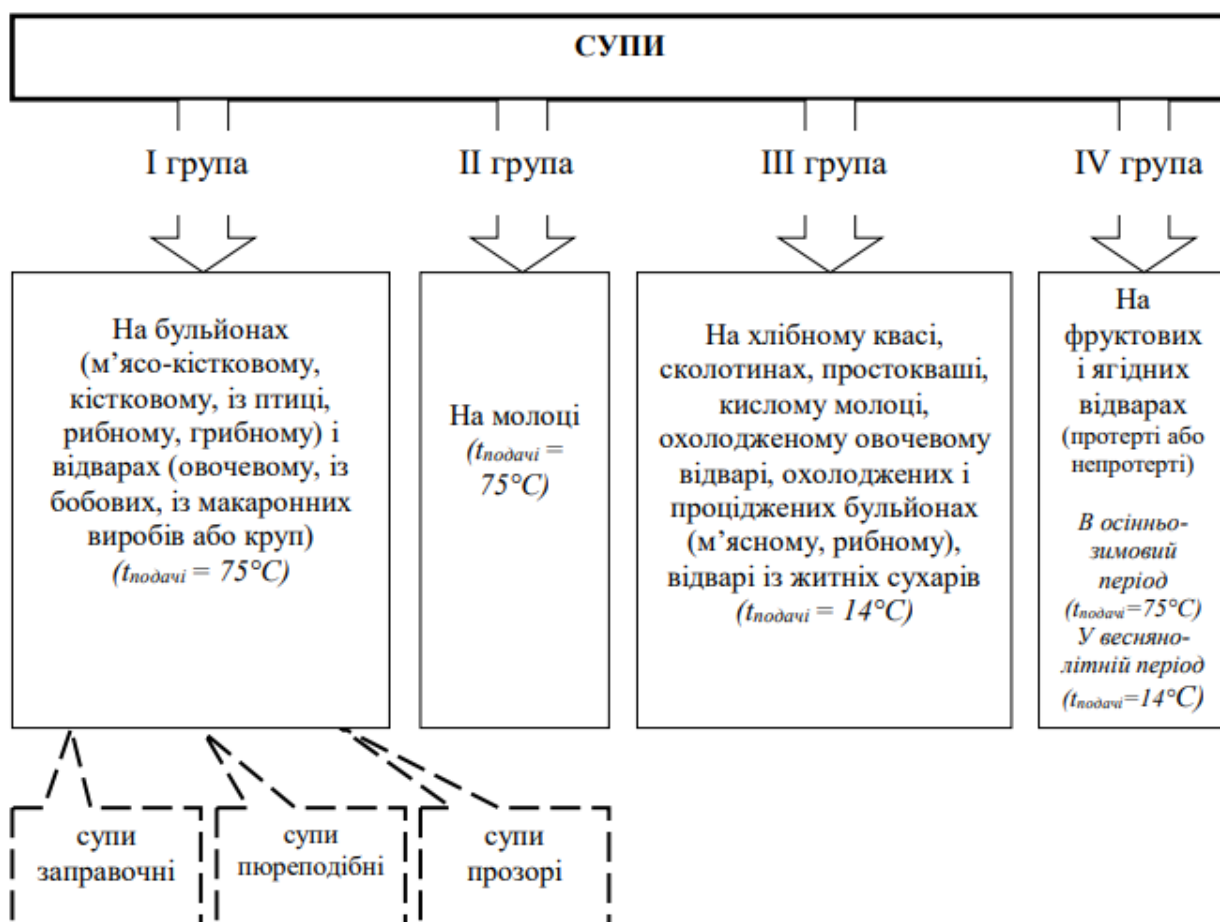 СУПИ
І група
ІІ група
ІІІ група
ІV група
На бульйонах
(м’ясо-кістковому,
кістковому, із птиці,
рибному, грибному) і
відварах (овочевому, із
бобових, із макаронних
виробів або круп)
(tподачі = 75°C)
На молоці
(tподачі =
75°C)
На хлібному квасі,
сколотинах, простокваші,
кислому молоці,
охолодженому овочевому
відварі, охолоджених і
проціджених бульйонах
(м’ясному, рибному),
відварі із житніх сухарів
(tподачі = 14°C)
На
фруктових
і ягідних
відварах
(протерті або
непротерті)
В осінньо-
зимовий
період
(tподачі=75°C)
У весняно-
літній період
(tподачі=14°C)
супи
заправочні
супи
пюреподібні
супи
прозорі